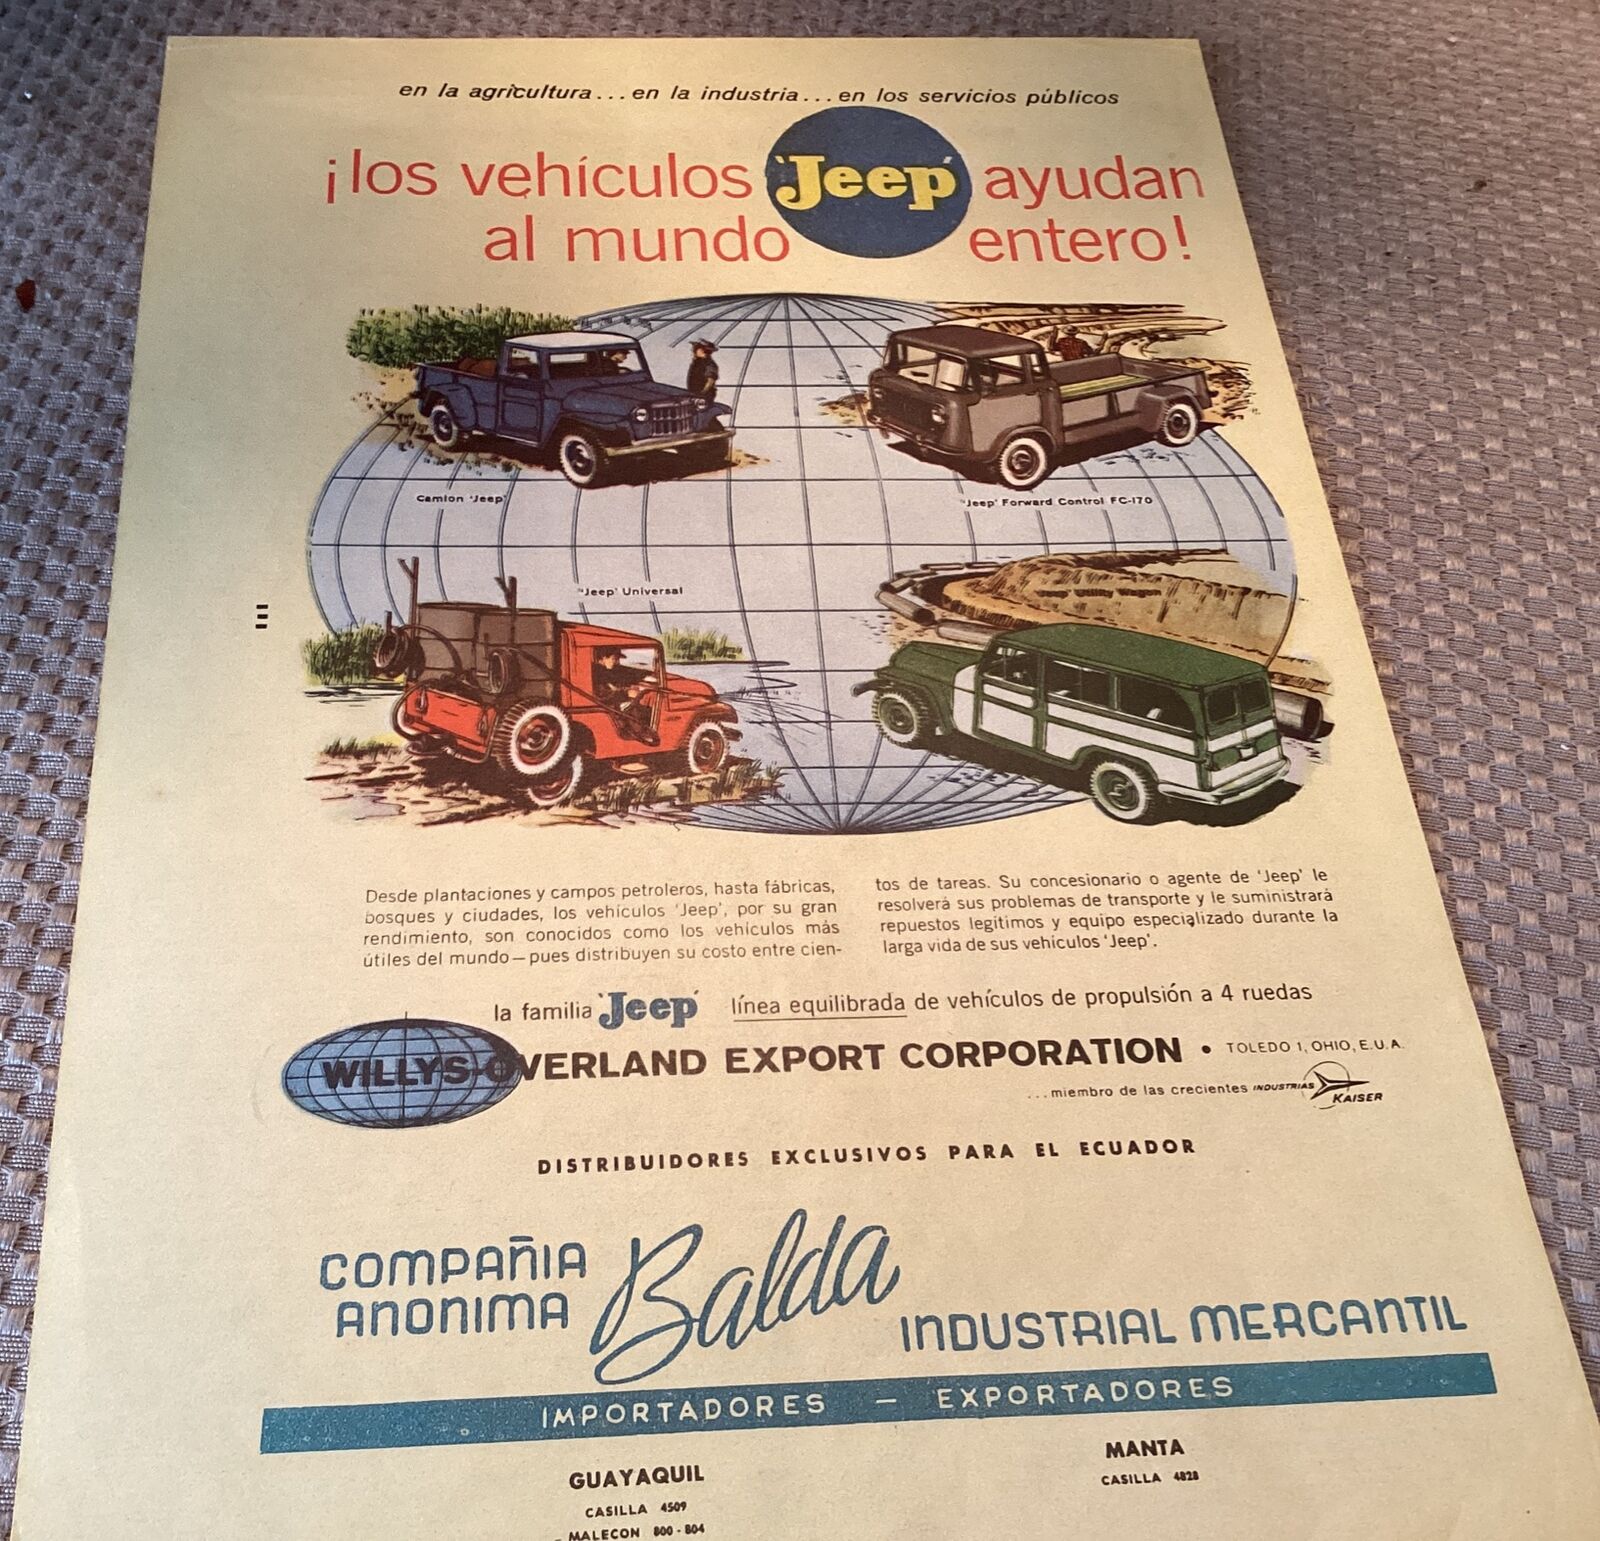 en la agricultura...en la industria...en los servicios públicos
¡los vehículos 'Jeep' ayudan
al mundo entero!
Camion 'Jeep'
'Jeep' Forward Control FC-170
'Jeep' Universal
'Jeep' Utility Wagon
Desde plantaciones y campos petroleros, hasta fábricas,
bosques y ciudades, los vehículos 'Jeep', por su gran
rendimiento, son conocidos como los vehículos más
útiles del mundo—pues distribuyen su costo entre cien-
tos de tareas. Su concesionario o agente de 'Jeep' le
resolverá sus problemas de transporte y le suministrará
repuestos legítimos y equipo especializado durante la
larga vida de sus vehículos 'Jeep'.
la familia 'Jeep' línea equilibrada de vehículos de propulsión a 4 ruedas
WILLYS-OVERLAND EXPORT CORPORATION • TOLEDO 1, OHIO, E.U.A.
...miembro de las crecientes INDUSTRIAS KAISER
DISTRIBUIDORES EXCLUSIVOS PARA EL ECUADOR
COMPAÑIA
ANONIMA Balda INDUSTRIAL MERCANTIL
IMPORTADORES — EXPORTADORES
GUAYAQUIL
CASILLA 4509
MALECON 800 - 804
MANTA
CASILLA 4828